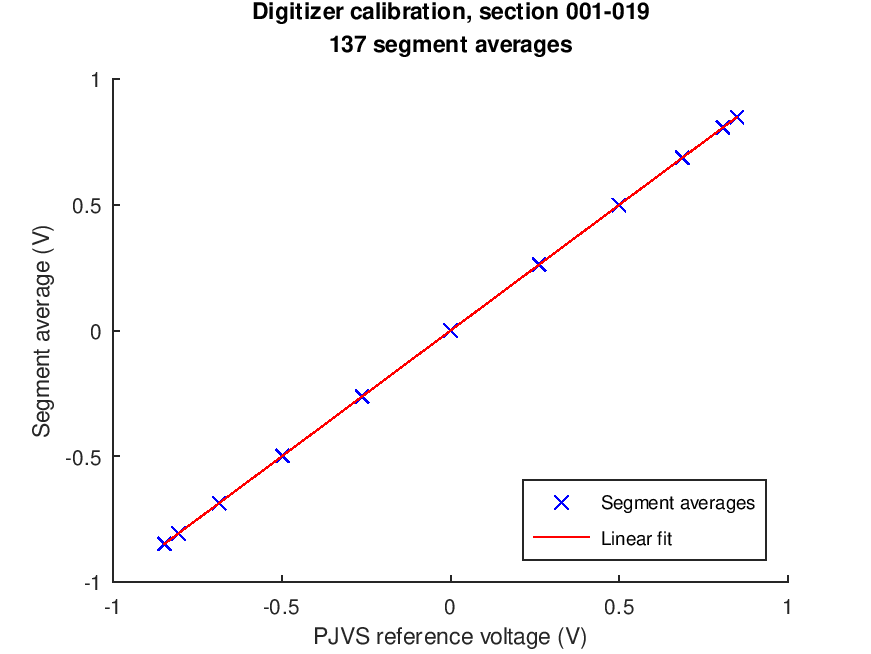 Digitizer calibration, section 001-019
137 segment averages
1
0.5
0
-0.5
-1
Segment average (V)
Segment averages
Linear fit
-1
-0.5
0
0.5
1
PJVS reference voltage (V)